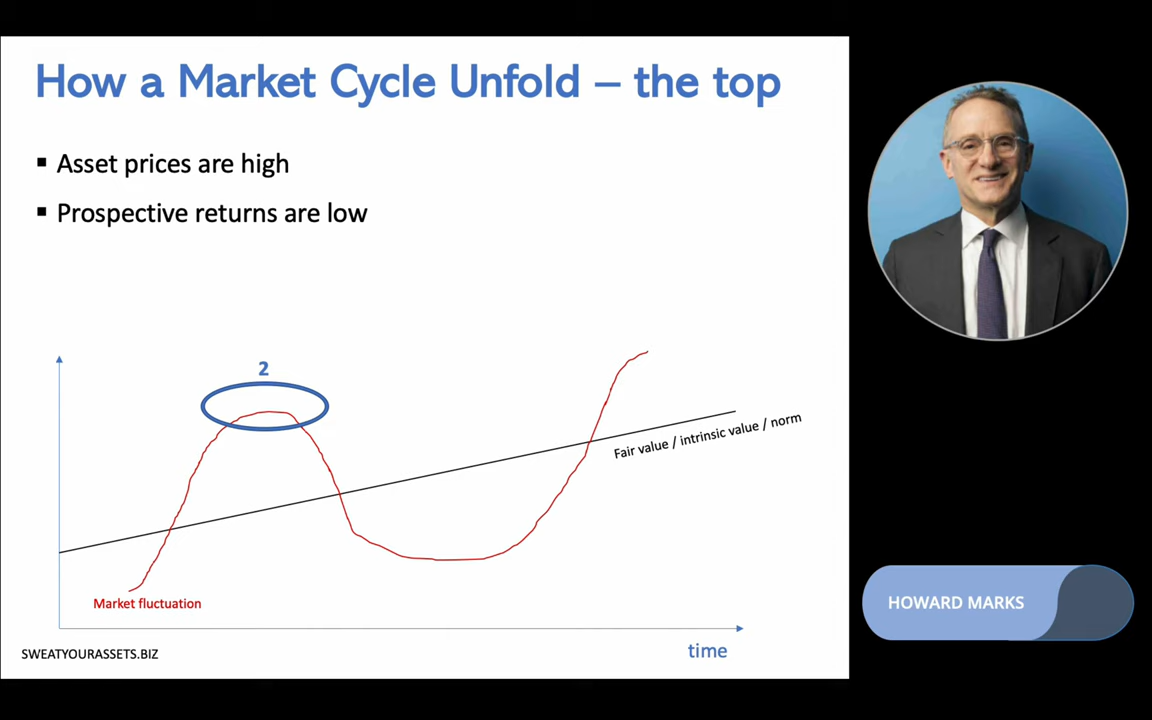 How a Market Cycle Unfold – the top
▪ Asset prices are high
▪ Prospective returns are low
2
Fair value / intrinsic value / norm
Market fluctuation
time
SWEATYOURASSETS.BIZ
HOWARD MARKS